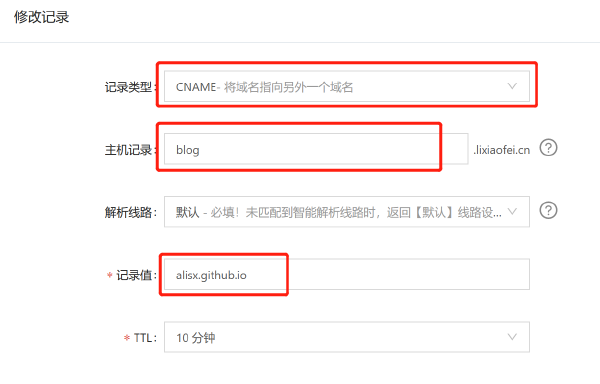 修改记录
记录类型： CNAME- 将域名指向另外一个域名
主机记录： blog .lixiaofei.cn ?
解析线路： 默认 - 必填！未匹配到智能解析线路时，返回【默认】线路设... ?
* 记录值： alisx.github.io
* TTL： 10 分钟